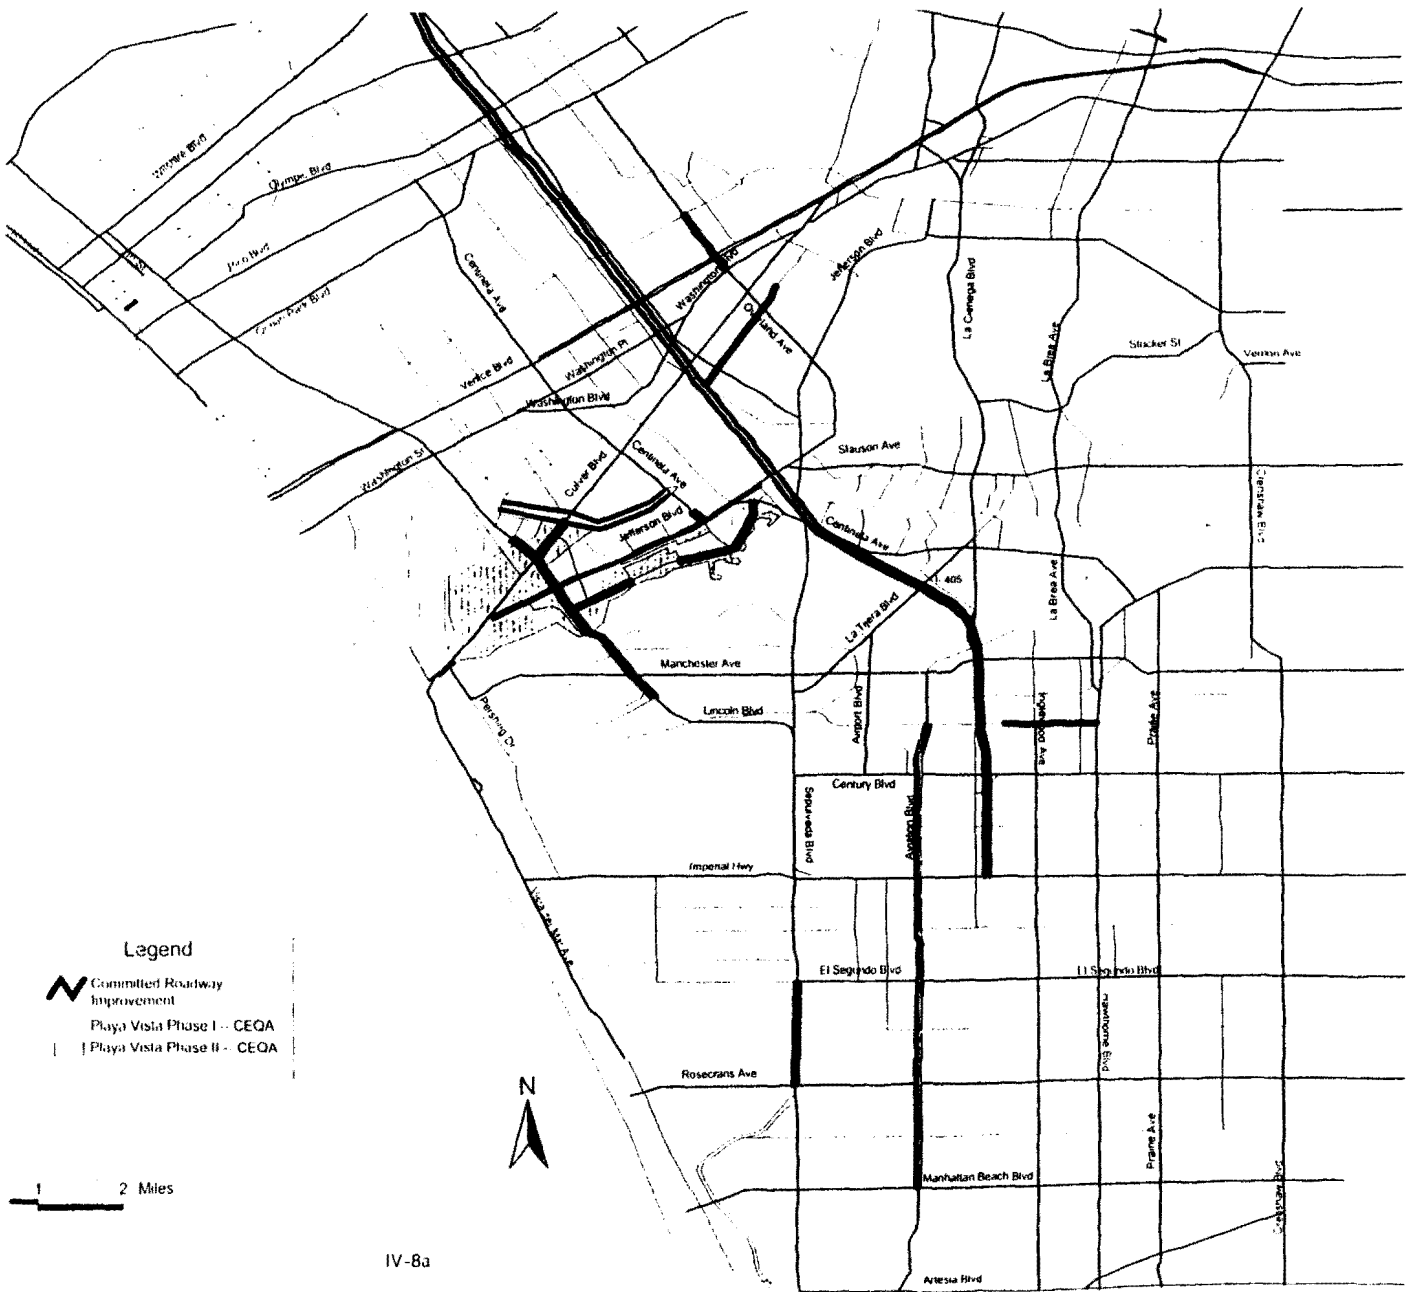 Olympic Blvd
Pico Blvd
Centinela Ave
Washington Blvd
Jefferson Blvd
La Cienega Blvd
Overland Ave
La Brea Ave
Stocker St
Vernon Ave
Venice Blvd
Washington Pl
Washington Blvd
Slauson Ave
Washington St
Culver Blvd
Centinela Ave
Crenshaw Blvd
Jefferson Blvd
Centinela Ave
405
La Brea Ave
La Tijera Blvd
Manchester Ave
Lincoln Blvd
Pershing Dr
Airport Blvd
Inglewood Ave
Prairie Ave
Century Blvd
Sepulveda Blvd
Aviation Blvd
Imperial Hwy
Vista Del Mar Ave
Legend
Committed Roadway
Improvement
Playa Vista Phase I -- CEQA
Playa Vista Phase II -- CEQA
El Segundo Blvd
El Segundo Blvd
Hawthorne Blvd
Rosecrans Ave
N
Prairie Ave
Manhattan Beach Blvd
Crenshaw Blvd
1 2 Miles
IV-8a
Artesia Blvd